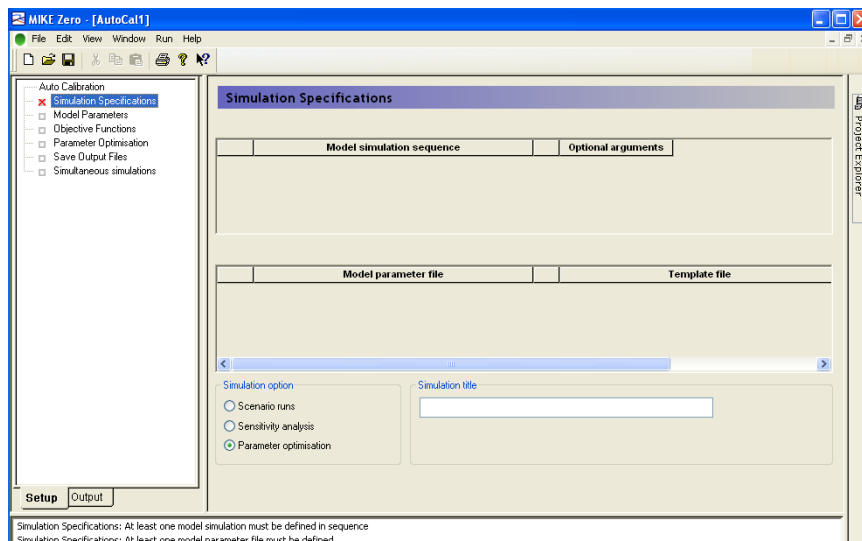 MIKE Zero - [AutoCal1]
File Edit View Window Run Help
Auto Calibration
Simulation Specifications
Model Parameters
Objective Functions
Parameter Optimisation
Save Output Files
Simultaneous simulations
Setup Output
Simulation Specifications
Model simulation sequence Optional arguments
Model parameter file Template file
Simulation option
Scenario runs
Sensitivity analysis
Parameter optimisation
Simulation title
Project Explorer
Simulation Specifications: At least one model simulation must be defined in sequence
Simulation Specifications: At least one model parameter file must be defined